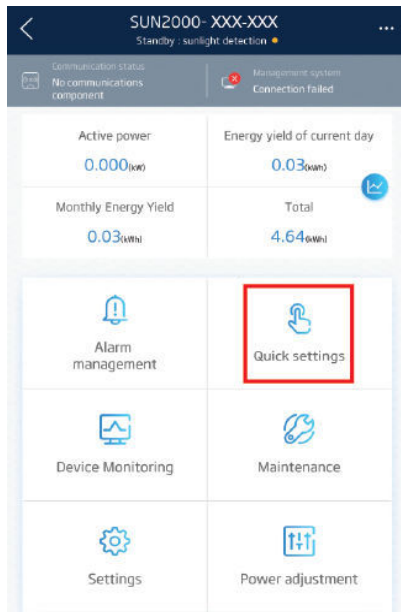 SUN2000- XXX-XXX
Standby : sunlight detection
Communication status
No communications
component
Management system
Connection failed
Active power
0.000(kW)
Energy yield of current day
0.03(kWh)
Monthly Energy Yield
0.03(kWh)
Total
4.64(kWh)
Alarm
management
Quick settings
Device Monitoring
Maintenance
Settings
Power adjustment